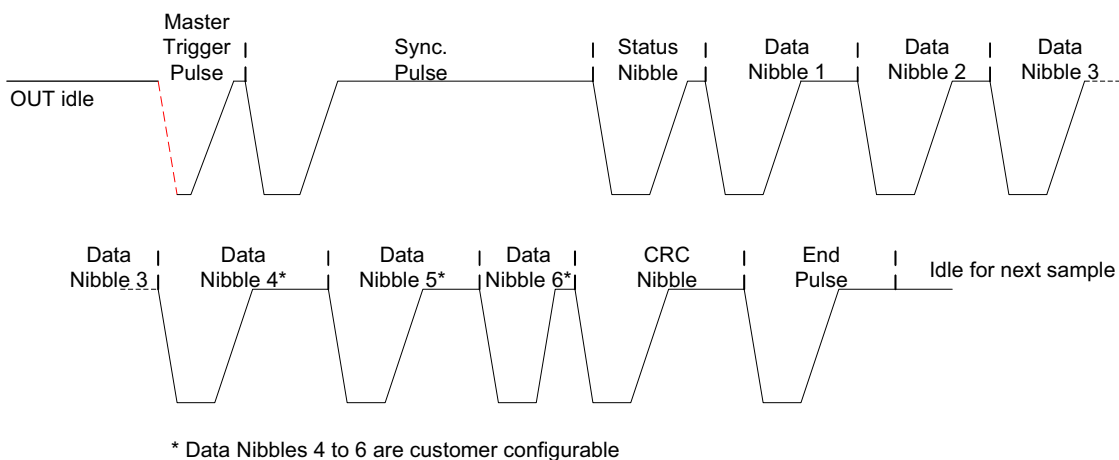 Master
Trigger
Pulse
Sync.
Pulse
Status
Nibble
Data
Nibble 1
Data
Nibble 2
Data
Nibble 3
OUT idle
Data
Nibble 3
Data
Nibble 4*
Data
Nibble 5*
Data
Nibble 6*
CRC
Nibble
End
Pulse
Idle for next sample
* Data Nibbles 4 to 6 are customer configurable